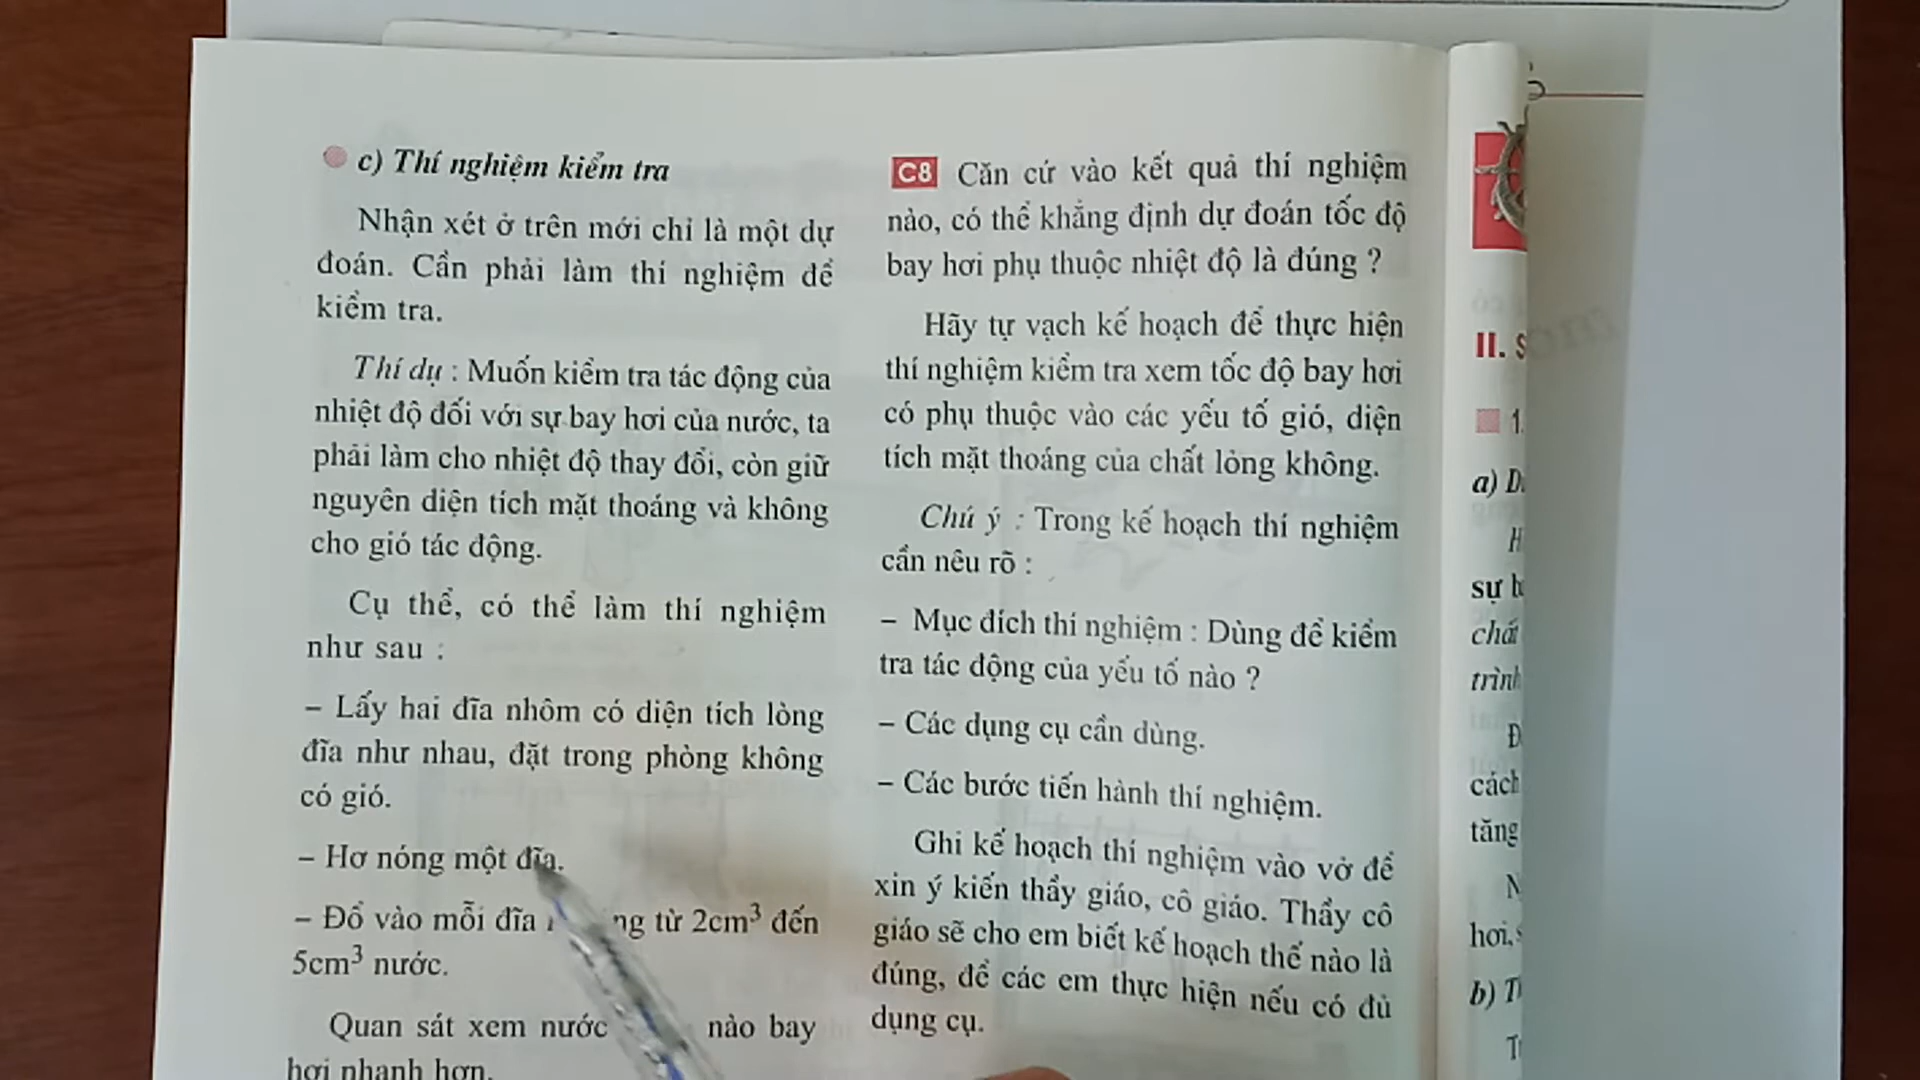 c) Thí nghiệm kiểm tra
Nhận xét ở trên mới chỉ là một dự
đoán. Cần phải làm thí nghiệm để
kiểm tra.
Thí dụ : Muốn kiểm tra tác động của
nhiệt độ đối với sự bay hơi của nước, ta
phải làm cho nhiệt độ thay đổi, còn giữ
nguyên diện tích mặt thoáng và không
cho gió tác động.
Cụ thể, có thể làm thí nghiệm
như sau :
– Lấy hai đĩa nhôm có diện tích lòng
đĩa như nhau, đặt trong phòng không
có gió.
– Hơ nóng một đĩa.
– Đổ vào mỗi đĩa từ 2cm³ đến
5cm³ nước.
Quan sát xem nước nào bay
hơi nhanh hơn.
C8 Căn cứ vào kết quả thí nghiệm
nào, có thể khẳng định dự đoán tốc độ
bay hơi phụ thuộc nhiệt độ là đúng ?
Hãy tự vạch kế hoạch để thực hiện
thí nghiệm kiểm tra xem tốc độ bay hơi
có phụ thuộc vào các yếu tố gió, diện
tích mặt thoáng của chất lỏng không.
Chú ý : Trong kế hoạch thí nghiệm
cần nêu rõ :
– Mục đích thí nghiệm : Dùng để kiểm
tra tác động của yếu tố nào ?
– Các dụng cụ cần dùng.
– Các bước tiến hành thí nghiệm.
Ghi kế hoạch thí nghiệm vào vở để
xin ý kiến thầy giáo, cô giáo. Thầy cô
giáo sẽ cho em biết kế hoạch thế nào là
đúng, để các em thực hiện nếu có đủ
dụng cụ.
II.
1.
a)
sự
chất
trình
cách
tăng
hơi,
b)